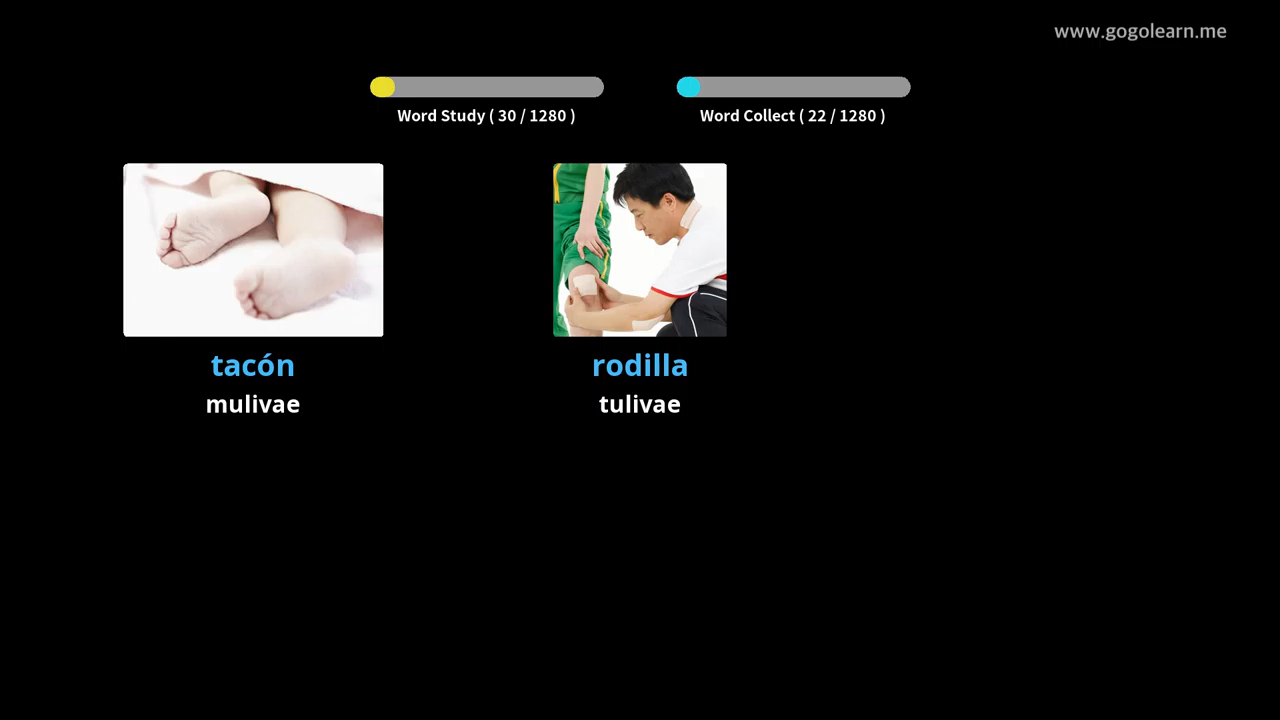 www.gogolearn.me
Word Study ( 30 / 1280 )
Word Collect ( 22 / 1280 )
tacón
rodilla
mulivae
tulivae